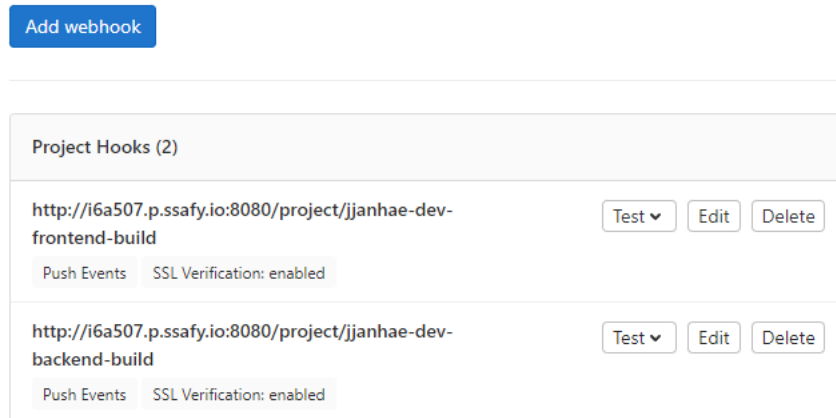 Add webhook
Project Hooks (2)
http://i6a507.p.ssafy.io:8080/project/jjanhae-dev-
frontend-build
Test Edit Delete
Push Events SSL Verification: enabled
http://i6a507.p.ssafy.io:8080/project/jjanhae-dev-
backend-build
Test Edit Delete
Push Events SSL Verification: enabled